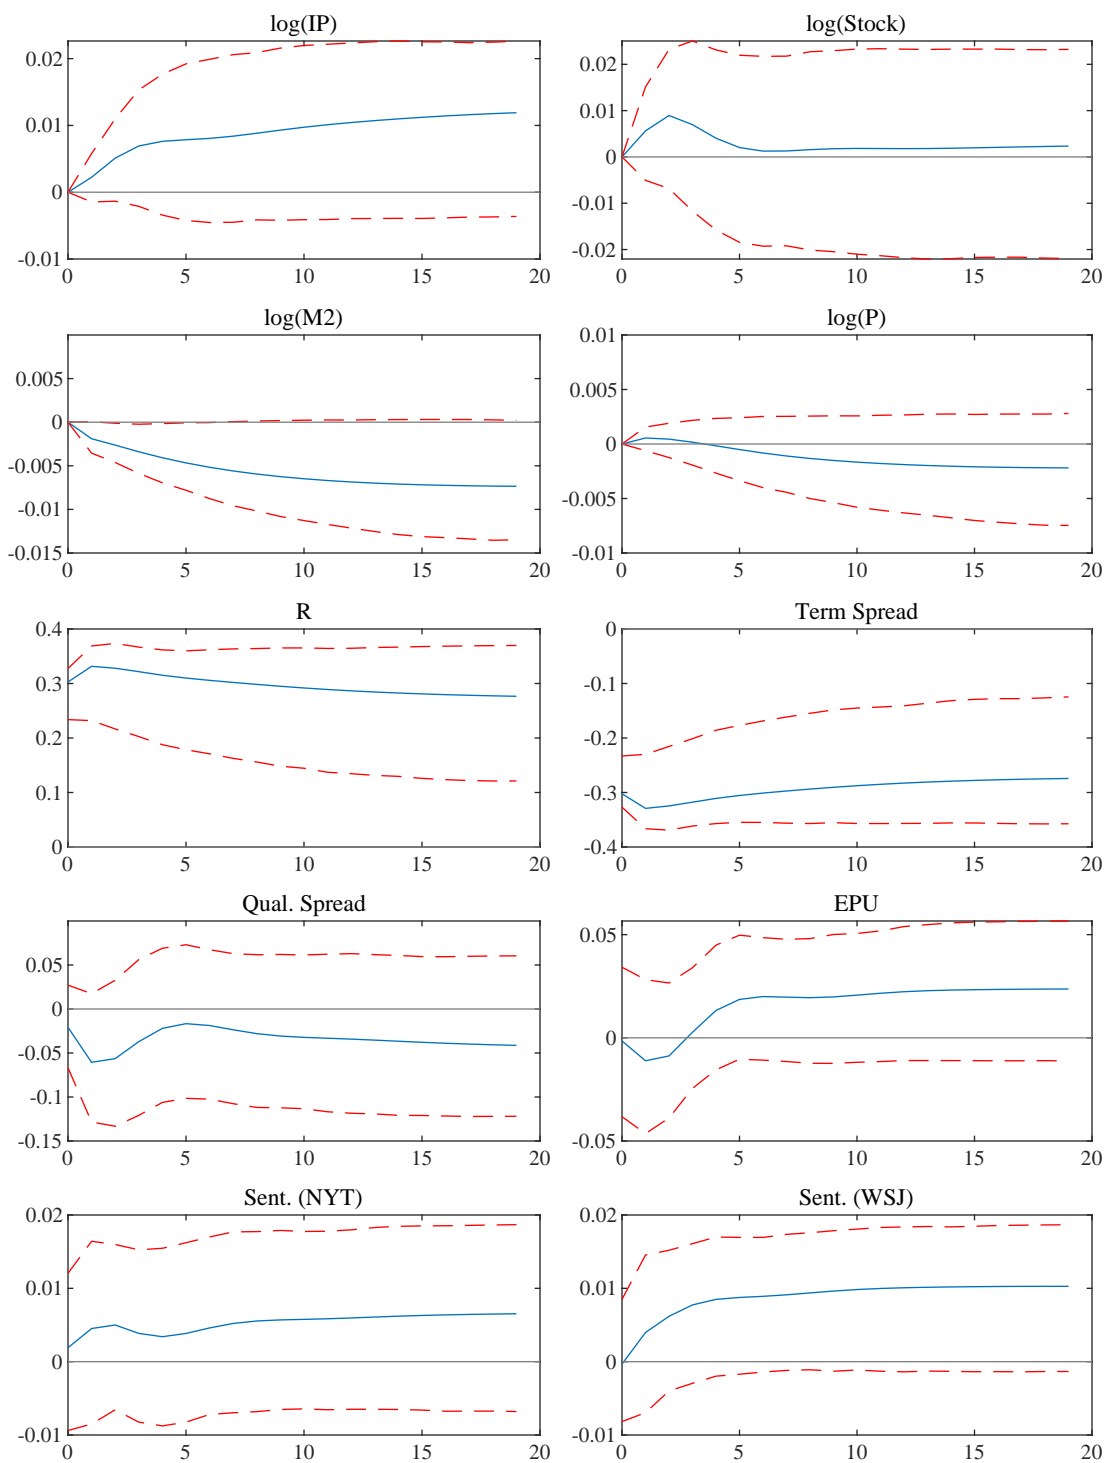 log(IP) log(Stock)
0.02 0.02
0.01 0.01
0 0
-0.01 -0.01
-0.02
0 5 10 15 20 0 5 10 15 20
log(M2) log(P)
0.01
0.005 0.005
0 0
-0.005 -0.005
-0.01
-0.015 -0.01
0 5 10 15 20 0 5 10 15 20
R Term Spread
0.4 0
0.3 -0.1
0.2 -0.2
0.1 -0.3
0 -0.4
0 5 10 15 20 0 5 10 15 20
Qual. Spread EPU
0.05 0.05
0 0
-0.05
-0.1
-0.15 -0.05
0 5 10 15 20 0 5 10 15 20
Sent. (NYT) Sent. (WSJ)
0.02 0.02
0.01 0.01
0 0
-0.01 -0.01
0 5 10 15 20 0 5 10 15 20